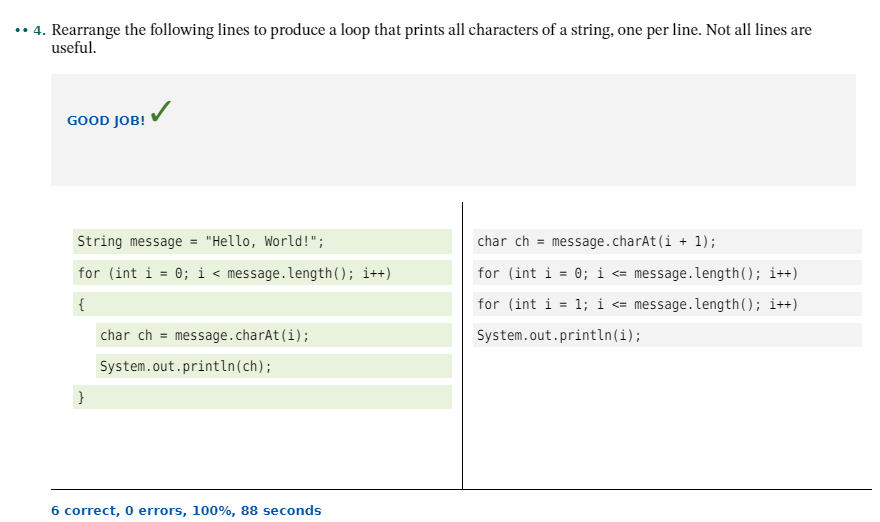 •• 4. Rearrange the following lines to produce a loop that prints all characters of a string, one per line. Not all lines are
useful.
GOOD JOB! ✓
String message = "Hello, World!";
for (int i = 0; i < message.length(); i++)
{
char ch = message.charAt(i);
System.out.println(ch);
}
char ch = message.charAt(i + 1);
for (int i = 0; i <= message.length(); i++)
for (int i = 1; i <= message.length(); i++)
System.out.println(i);
6 correct, 0 errors, 100%, 88 seconds